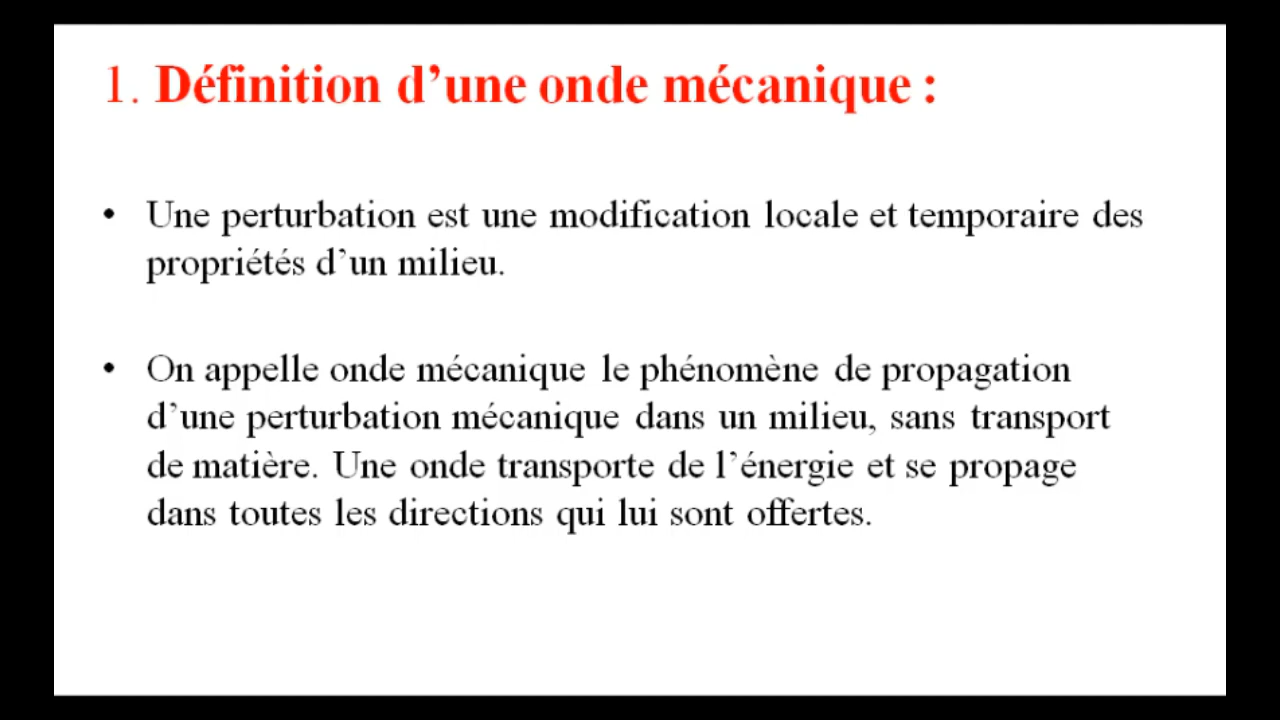 1. Définition d’une onde mécanique :
• Une perturbation est une modification locale et temporaire des
propriétés d’un milieu.
• On appelle onde mécanique le phénomène de propagation
d’une perturbation mécanique dans un milieu, sans transport
de matière. Une onde transporte de l’énergie et se propage
dans toutes les directions qui lui sont offertes.